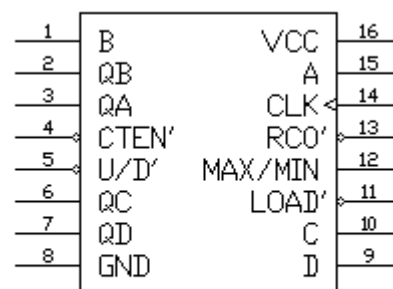 1 B VCC 16
2 QB A 15
3 QA CLK 14
4 CTEN' RCO' 13
5 U/D' MAX/MIN 12
6 QC LOAD' 11
7 QD C 10
8 GND D 9